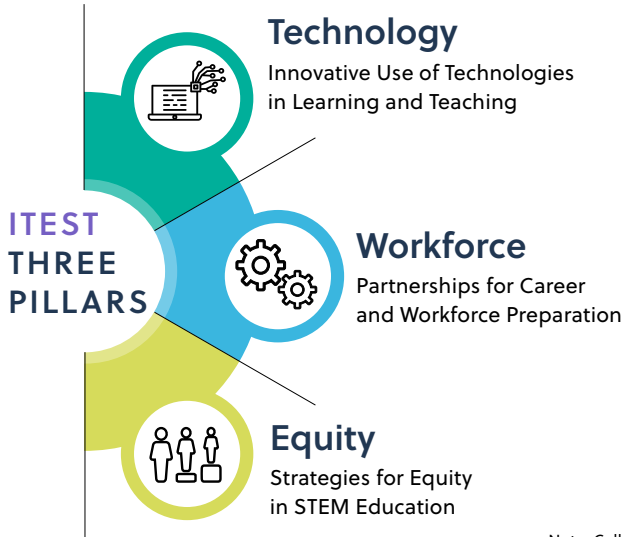 Technology
Innovative Use of Technologies
in Learning and Teaching
ITEST
THREE
PILLARS
Workforce
Partnerships for Career
and Workforce Preparation
Equity
Strategies for Equity
in STEM Education